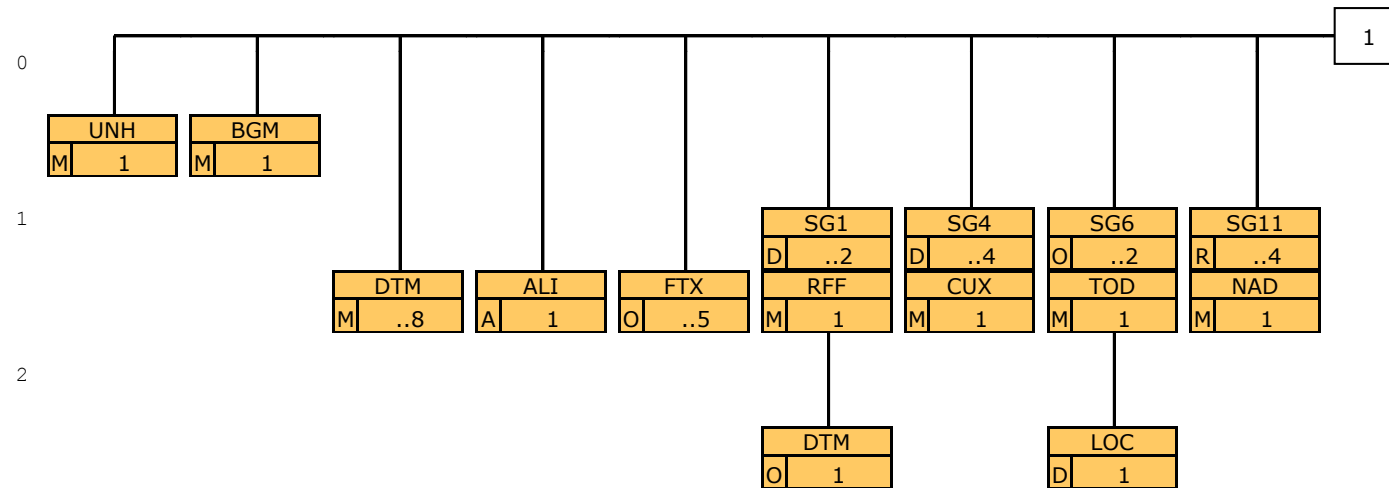 1
0
UNH BGM
M 1 M 1
1
SG1 SG4 SG6 SG11
D ..2 D ..4 O ..2 R ..4
DTM ALI FTX RFF CUX TOD NAD
M ..8 A 1 O ..5 M 1 M 1 M 1 M 1
2
DTM LOC
O 1 D 1